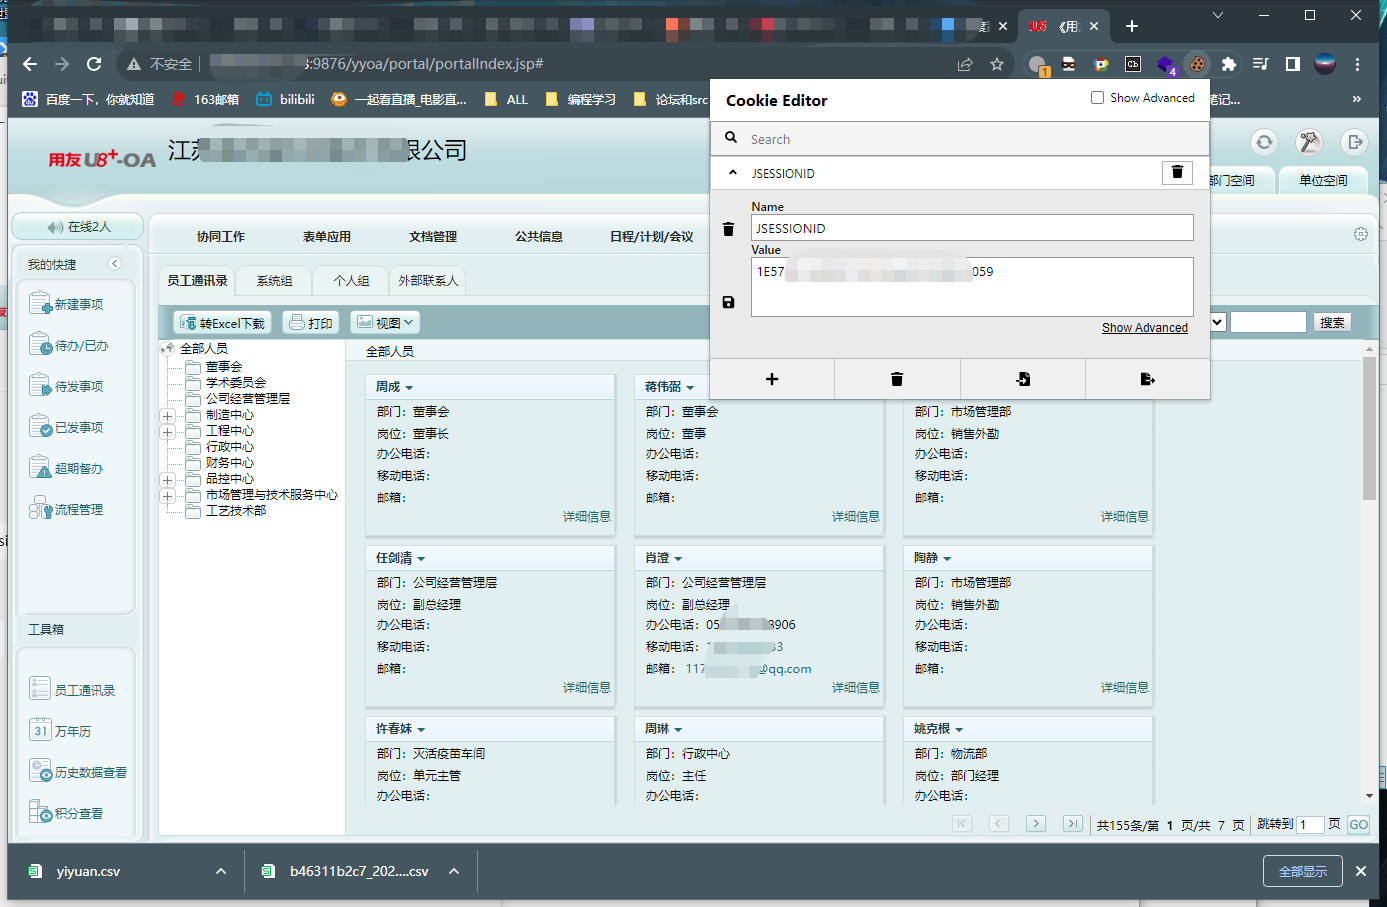 《用
不安全
:9876/yyoa/portal/portalIndex.jsp#
1
4
百度一下，你就知道
163邮箱
bilibili
一起看直播_电影直...
ALL
编程学习
论坛和src
笔记...
»
Cookie Editor
Show Advanced
Search
JSESSIONID
Name
JSESSIONID
Value
1E57
059
Show Advanced
用友U8+-OA
江苏
限公司
部门空间
单位空间
在线2人
协同工作
表单应用
文档管理
公共信息
日程/计划/会议
我的快捷
新建事项
待办/已办
待发事项
已发事项
超期督办
流程管理
工具箱
员工通讯录
31 万年历
历史数据查看
积分查看
员工通讯录
系统组
个人组
外部联系人
转Excel下载
打印
视图
搜索
全部人员
董事会
学术委员会
公司经营管理层
制造中心
工程中心
行政中心
财务中心
品控中心
市场管理与技术服务中心
工艺技术部
全部人员
周成
部门：董事会
岗位：董事长
办公电话：
移动电话：
邮箱：
详细信息
蒋伟弼
部门：董事会
岗位：董事
办公电话：
移动电话：
邮箱：
详细信息
部门：市场管理部
岗位：销售外勤
办公电话：
移动电话：
邮箱：
详细信息
任剑清
部门：公司经营管理层
岗位：副总经理
办公电话：
移动电话：
邮箱：
详细信息
肖澄
部门：公司经营管理层
岗位：副总经理
办公电话：05 3906
移动电话：1 33
邮箱：117 @qq.com
详细信息
陶静
部门：市场管理部
岗位：销售外勤
办公电话：
移动电话：
邮箱：
详细信息
许春妹
部门：灭活疫苗车间
岗位：单元主管
办公电话：
周琳
部门：行政中心
岗位：主任
办公电话：
姚克根
部门：物流部
岗位：部门经理
办公电话：
共155条/第 1 页/共 7 页
跳转到 1 页 GO
yiyuan.csv
b46311b2c7_202....csv
全部显示